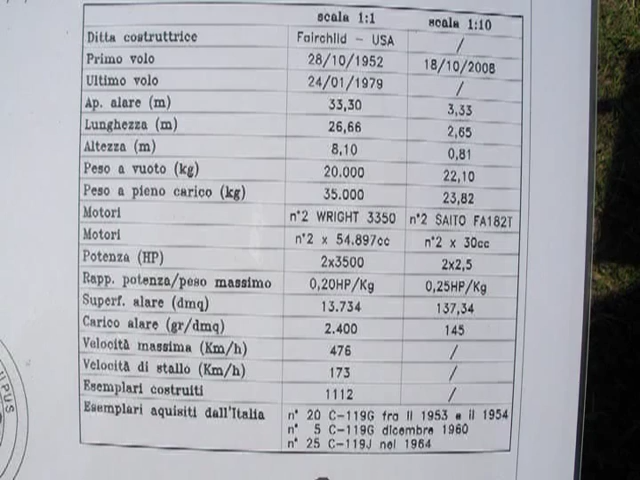 scala 1:1 scala 1:10
Ditta costruttrice Fairchild - USA /
Primo volo 28/10/1952 18/10/2008
Ultimo volo 24/01/1979 /
Ap. alare (m) 33,30 3,33
Lunghezza (m) 26,66 2,65
Altezza (m) 8,10 0,81
Peso a vuoto (kg) 20.000 22,10
Peso a pieno carico (kg) 35.000 23,82
Motori n°2 WRIGHT 3350 n°2 SAITO FA182T
Motori n°2 x 54.897cc n°2 x 30cc
Potenza (HP) 2x3500 2x2,5
Rapp. potenza/peso massimo 0,20HP/Kg 0,25HP/Kg
Superf. alare (dmq) 13.734 137,34
Carico alare (gr/dmq) 2.400 145
Velocità massima (Km/h) 476 /
Velocità di stallo (Km/h) 173 /
Esemplari costruiti 1112 /
Esemplari aquisiti dall'Italia n° 20 C-119G fra il 1953 e il 1954
n° 5 C-119G dicembre 1960
n° 25 C-119J nel 1964
LUPUS